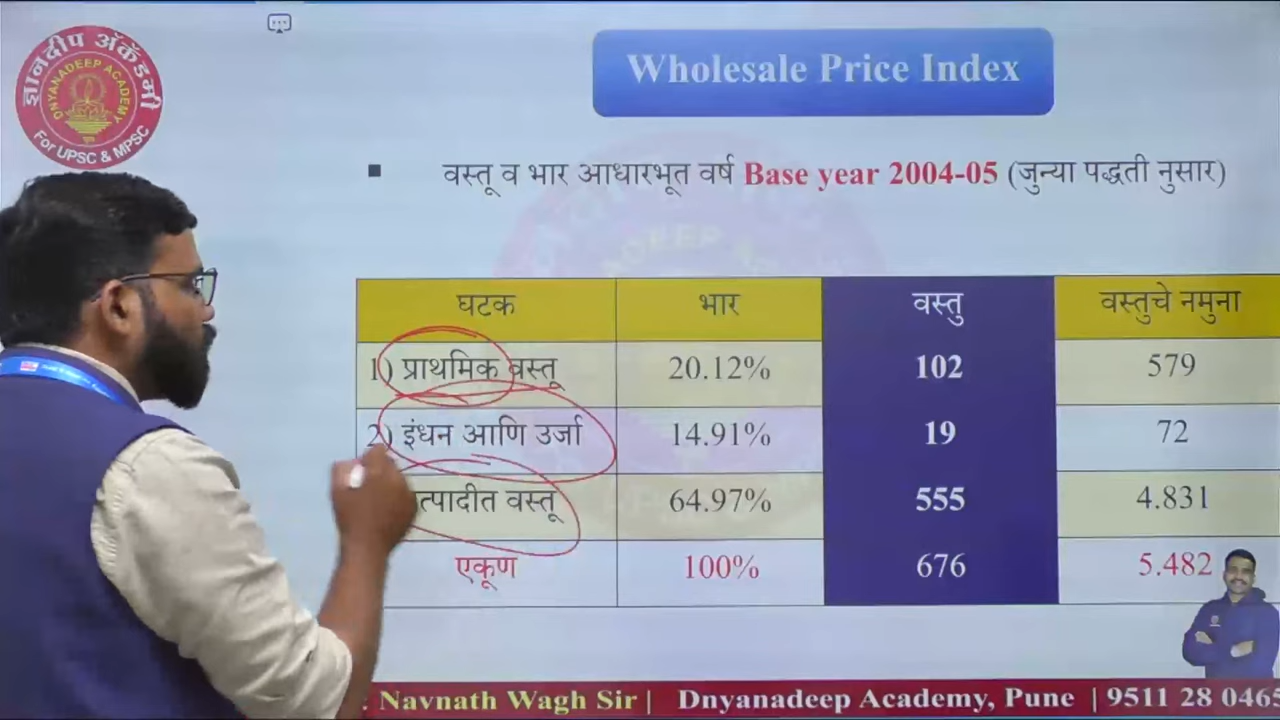 ज्ञानदीप अ‍ॅकॅडमी
DNYANADEEP ACADEMY
पुणे
For UPSC & MPSC
Wholesale Price Index
▪ वस्तू व भार आधारभूत वर्ष Base year 2004-05 (जुन्या पद्धती नुसार)
घटक भार वस्तु वस्तुचे नमुना
1) प्राथमिक वस्तू 20.12% 102 579
2) इंधन आणि उर्जा 14.91% 19 72
त्पादीत वस्तू 64.97% 555 4.831
एकूण 100% 676 5.482
. Navnath Wagh Sir | Dnyanadeep Academy, Pune | 9511 28 0465